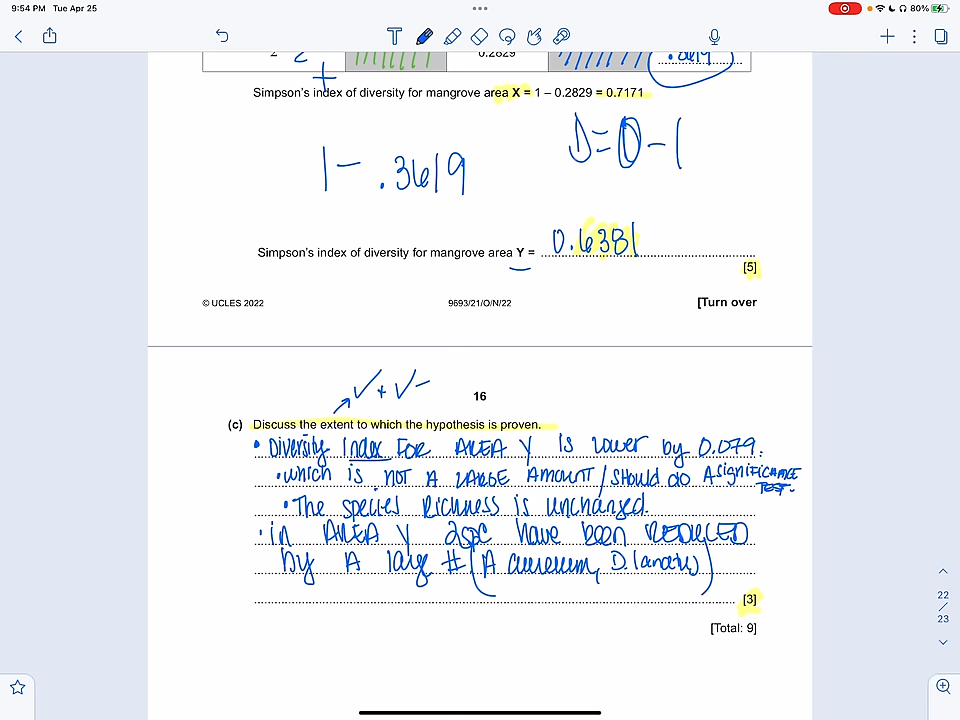 9:54 PM Tue Apr 25
80%
2 2 0.2829 .3619
+
Simpson's index of diversity for mangrove area X = 1 – 0.2829 = 0.7171
1 – .3619
D = 0 – 1
Simpson's index of diversity for mangrove area Y = 0.6381
[5]
© UCLES 2022 9693/21/O/N/22 [Turn over
✓ + ✓ –
16
(c) Discuss the extent to which the hypothesis is proven.
• Diversity Index FOR AREA Y is lower by 0.079.
• which is NOT A LARGE AMOUNT / SHOULD do A significance TEST.
• The species Richness is unchanged.
• in AREA Y 2 sp have been REDUCED
by A large # (A D.
[3]
[Total: 9]
22
/
23